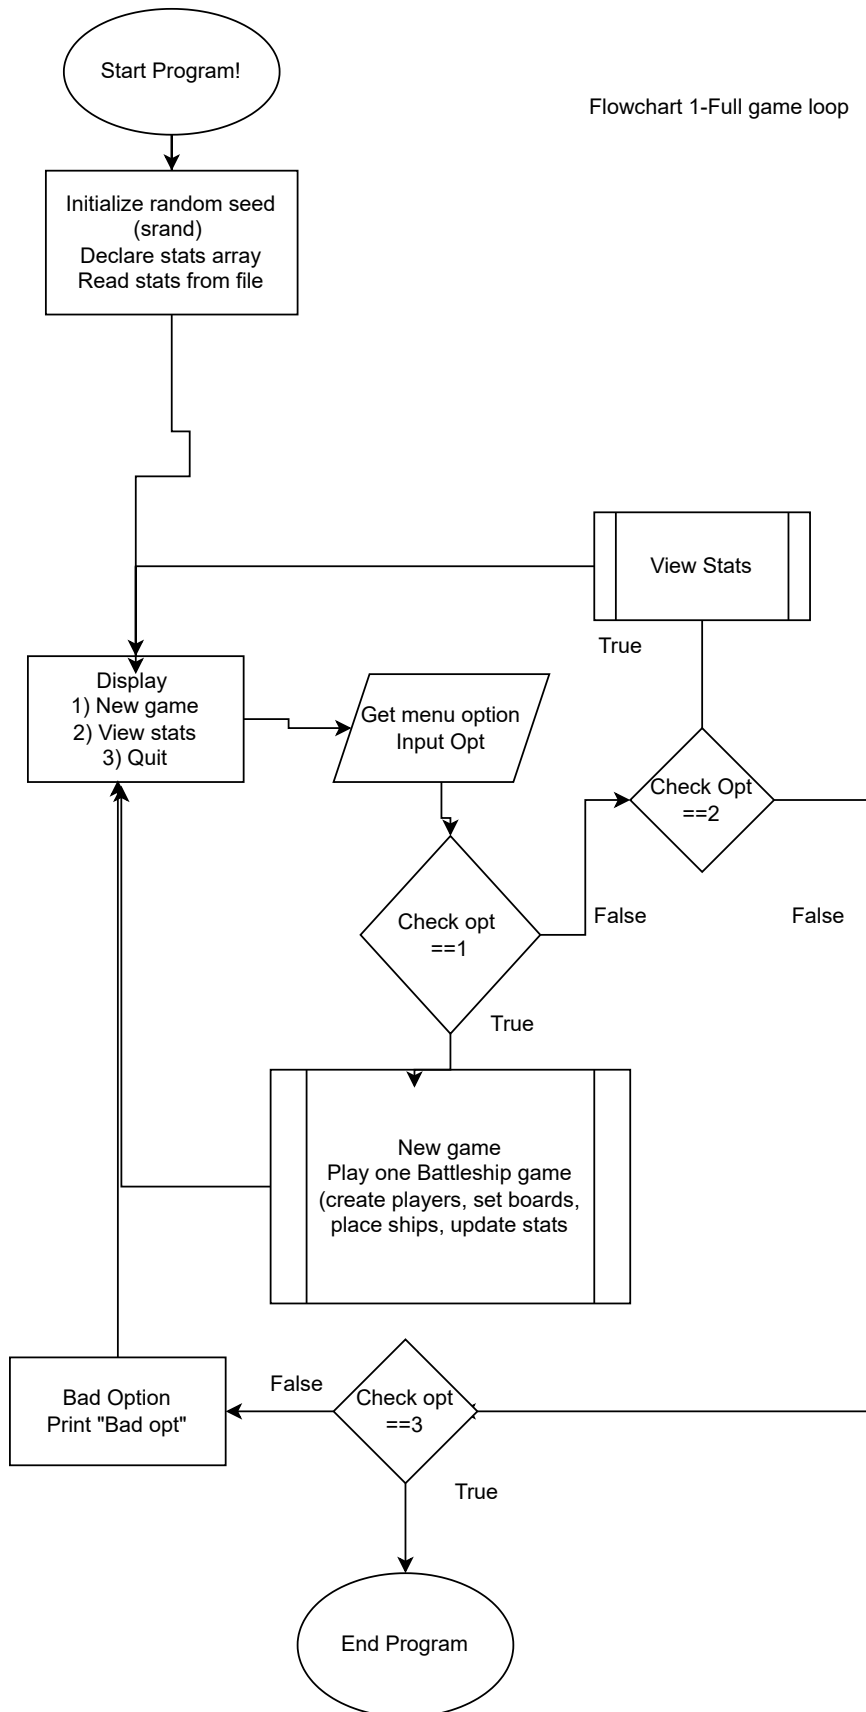 Start Program!
Flowchart 1-Full game loop
Initialize random seed
(srand)
Declare stats array
Read stats from file
View Stats
True
Display
1) New game
2) View stats
3) Quit
Get menu option
Input Opt
Check Opt
==2
Check opt
==1
False
False
True
New game
Play one Battleship game
(create players, set boards,
place ships, update stats
False
Check opt
==3
Bad Option
Print "Bad opt"
True
End Program